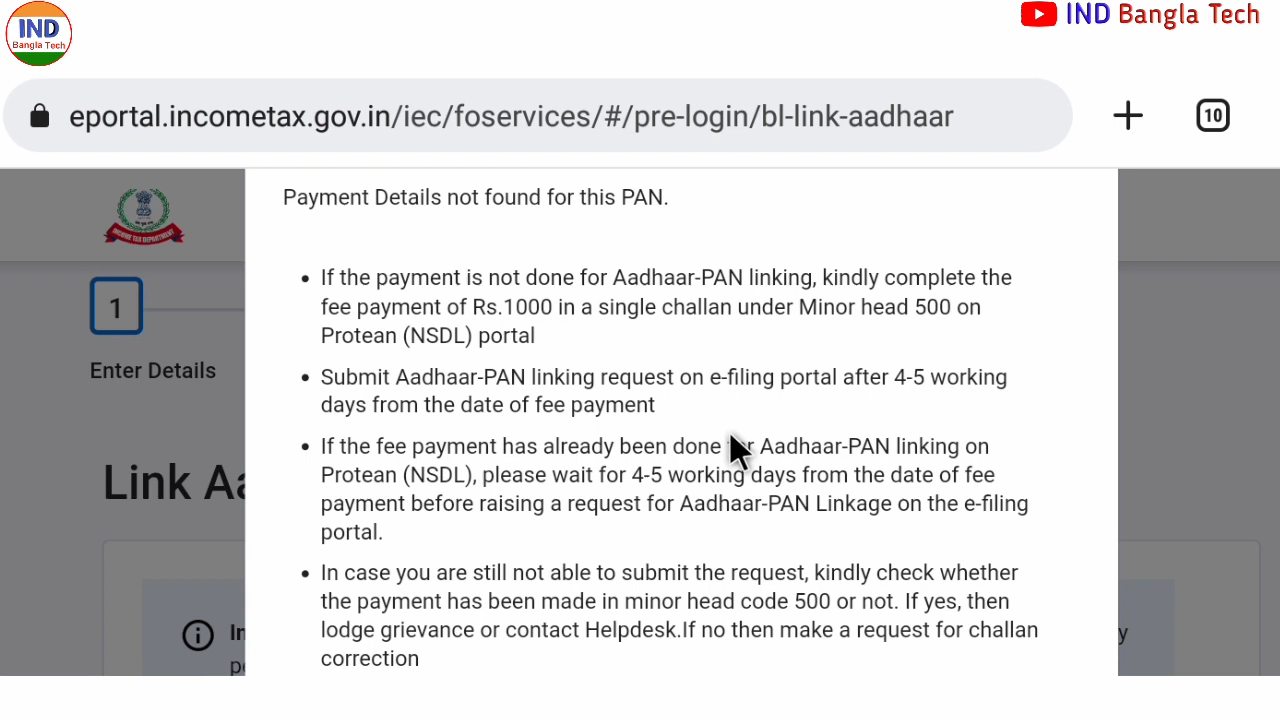 IND
Bangla Tech
IND Bangla Tech
eportal.incometax.gov.in/iec/foservices/#/pre-login/bl-link-aadhaar
10
INCOME TAX DEPARTMENT
Payment Details not found for this PAN.
1
Enter Details
• If the payment is not done for Aadhaar-PAN linking, kindly complete the
fee payment of Rs.1000 in a single challan under Minor head 500 on
Protean (NSDL) portal
• Submit Aadhaar-PAN linking request on e-filing portal after 4-5 working
days from the date of fee payment
• If the fee payment has already been done for Aadhaar-PAN linking on
Protean (NSDL), please wait for 4-5 working days from the date of fee
payment before raising a request for Aadhaar-PAN Linkage on the e-filing
portal.
• In case you are still not able to submit the request, kindly check whether
the payment has been made in minor head code 500 or not. If yes, then
lodge grievance or contact Helpdesk.If no then make a request for challan
correction
Link Aa
In
pe
y